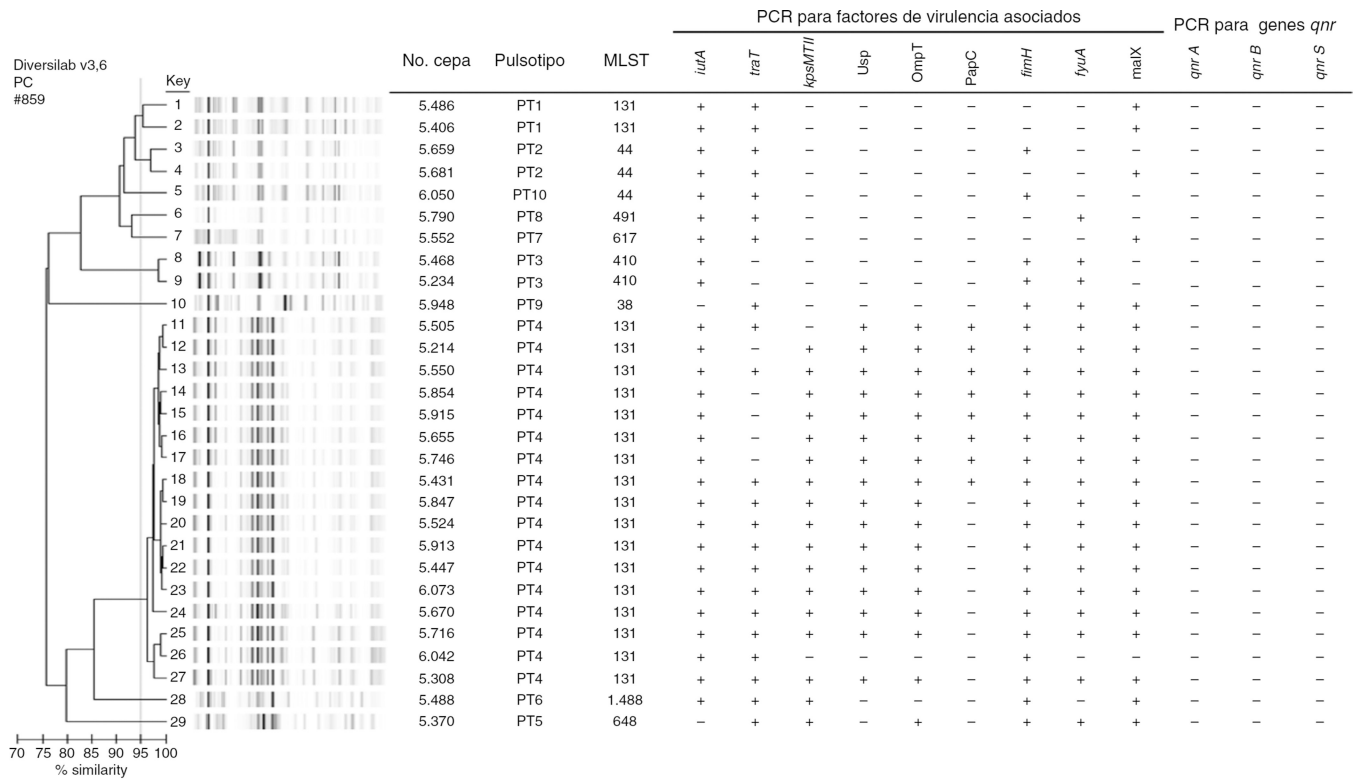 PCR para factores de virulencia asociados PCR para genes qnr
Diversilab v3,6
PC
#859
Key No. cepa Pulsotipo MLST iutA traT kpsMTII Usp OmpT PapC fimH fyuA malX qnr A qnr B qnr S
1 5.486 PT1 131 + + – – – – – – + – – –
2 5.406 PT1 131 + + – – – – – – + – – –
3 5.659 PT2 44 + + – – – – + – – – – –
4 5.681 PT2 44 + + – – – – – – + – – –
5 6.050 PT10 44 + + – – – – + – – – – –
6 5.790 PT8 491 + + – – – – – + – – – –
7 5.552 PT7 617 + + – – – – – – + – – –
8 5.468 PT3 410 + – – – – – + + – – – –
9 5.234 PT3 410 + – – – – – + + – – – –
10 5.948 PT9 38 – + – – – – + + + – – –
11 5.505 PT4 131 + + – + + + + + + – – –
12 5.214 PT4 131 + – + + + + + + + – – –
13 5.550 PT4 131 + + + + + + + + + – – –
14 5.854 PT4 131 + – + + + + + + + – – –
15 5.915 PT4 131 + – + + + + + + + – – –
16 5.655 PT4 131 + – + + + + + + + – – –
17 5.746 PT4 131 + – + + + + + + + – – –
18 5.431 PT4 131 + + + + + + + + + – – –
19 5.847 PT4 131 + + + + + – + + + – – –
20 5.524 PT4 131 + + + + + – + + + – – –
21 5.913 PT4 131 + + + + + – + + + – – –
22 5.447 PT4 131 + + + + + – + + + – – –
23 6.073 PT4 131 + + + + + – + + + – – –
24 5.670 PT4 131 + + + + + – + + + – – –
25 5.716 PT4 131 + + + + + – + + + – – –
26 6.042 PT4 131 + + – – – – + – – – – –
27 5.308 PT4 131 + + + + + – + + + – – –
28 5.488 PT6 1.488 + + + – – – + – + – – –
29 5.370 PT5 648 – + + – + – + + + – – –
70 75 80 85 90 95 100
% similarity